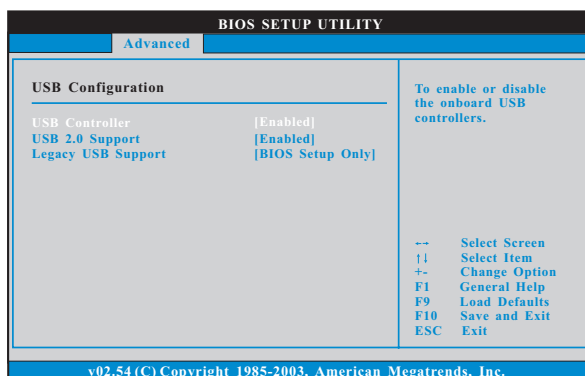 BIOS SETUP UTILITY
Advanced
USB Configuration
USB Controller [Enabled]
USB 2.0 Support [Enabled]
Legacy USB Support [BIOS Setup Only]
To enable or disable
the onboard USB
controllers.
←→ Select Screen
↑↓ Select Item
+- Change Option
F1 General Help
F9 Load Defaults
F10 Save and Exit
ESC Exit
v02.54 (C) Copyright 1985-2003, American Megatrends, Inc.